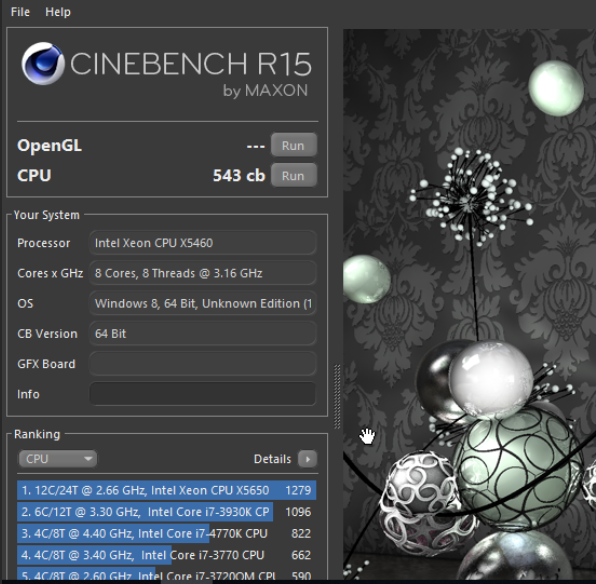 File Help
CINEBENCH R15
by MAXON
OpenGL --- Run
CPU 543 cb Run
Your System
Processor Intel Xeon CPU X5460
Cores x GHz 8 Cores, 8 Threads @ 3.16 GHz
OS Windows 8, 64 Bit, Unknown Edition (1
CB Version 64 Bit
GFX Board
Info
Ranking
CPU Details
1. 12C/24T @ 2.66 GHz, Intel Xeon CPU X5650 1279
2. 6C/12T @ 3.30 GHz, Intel Core i7-3930K CP 1096
3. 4C/8T @ 4.40 GHz, Intel Core i7-4770K CPU 822
4. 4C/8T @ 3.40 GHz, Intel Core i7-3770 CPU 662
5. 4C/8T @ 2.60 GHz, Intel Core i7-3720QM CPU 590